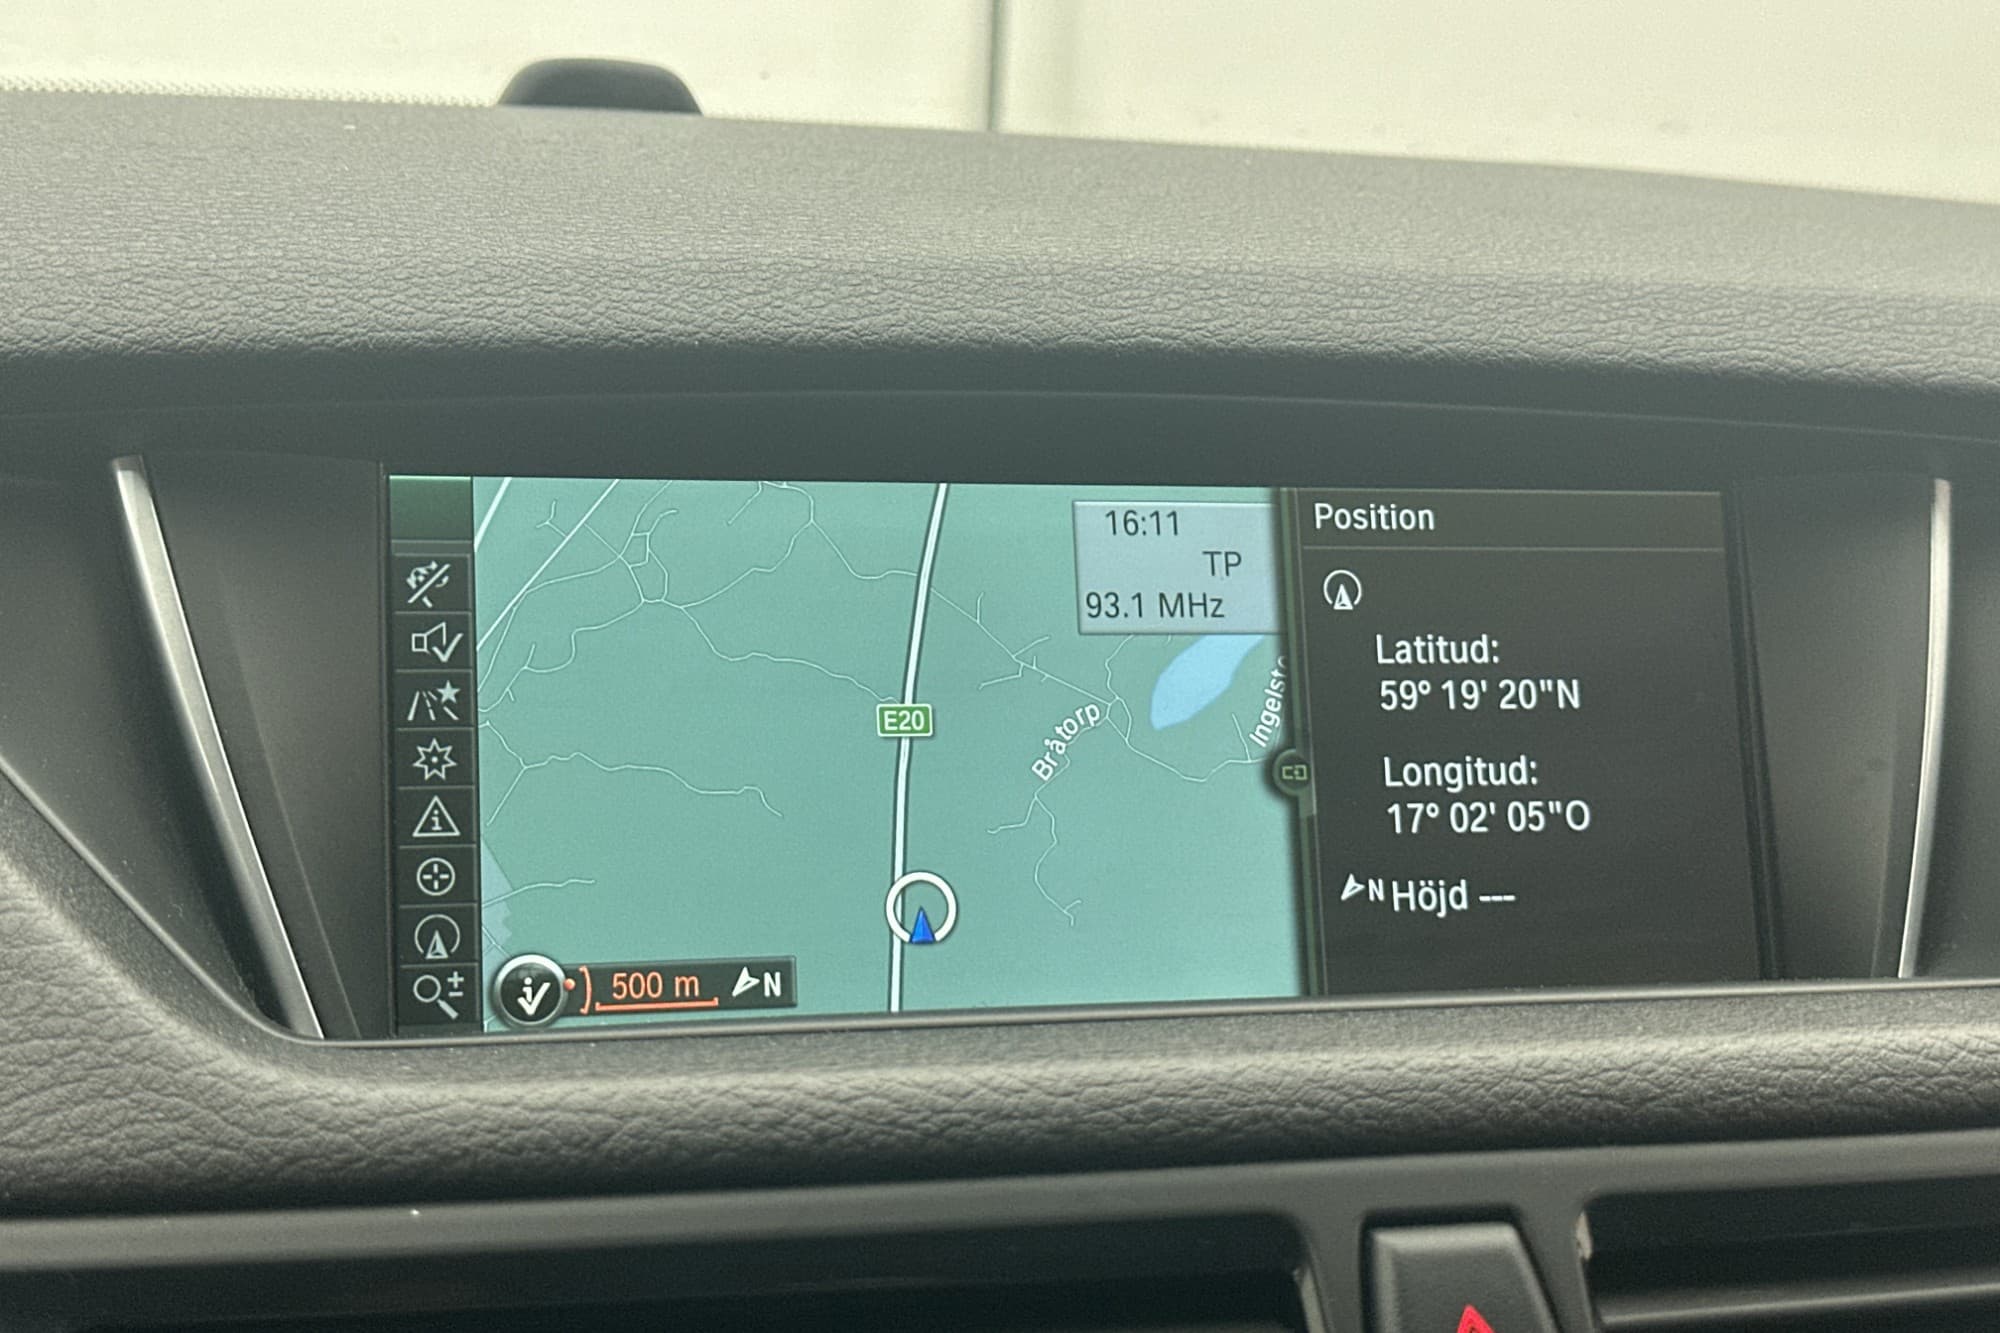 16:11
TP
93.1 MHz
E20
Bråtorp
Ingelsto
500 m
N
Position
Latitud:
59° 19' 20"N
Longitud:
17° 02' 05"O
N Höjd ---